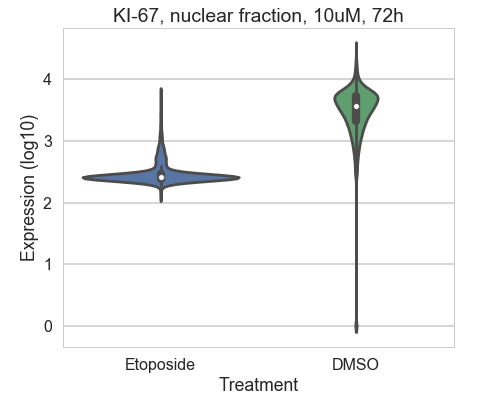 KI-67, nuclear fraction, 10uM, 72h
Expression (log10)
4
3
2
1
0
Etoposide DMSO
Treatment